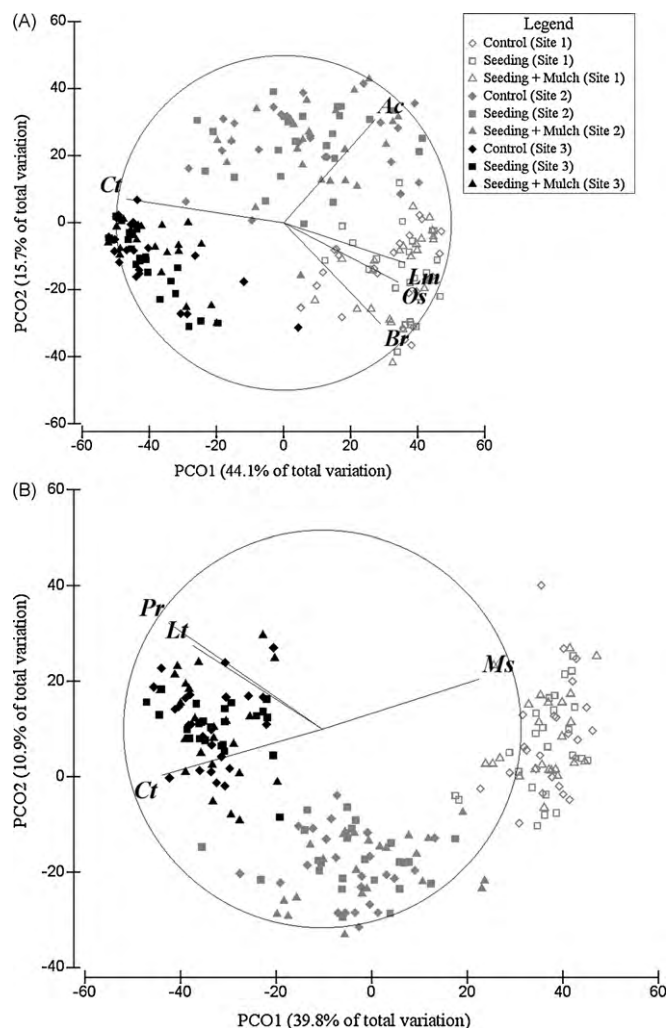 (A)
Legend
Control (Site 1)
Seeding (Site 1)
Seeding + Mulch (Site 1)
Control (Site 2)
Seeding (Site 2)
Seeding + Mulch (Site 2)
Control (Site 3)
Seeding (Site 3)
Seeding + Mulch (Site 3)
60
40
20
0
-20
-40
-60
PCO2 (15.7% of total variation)
Ac
Ct
Lm
Os
Br
-60 -40 -20 0 20 40 60
PCO1 (44.1% of total variation)
(B)
60
40
20
0
-20
-40
PCO2 (10.9% of total variation)
Pr
Lt
Ms
Ct
-60 -40 -20 0 20 40 60
PCO1 (39.8% of total variation)